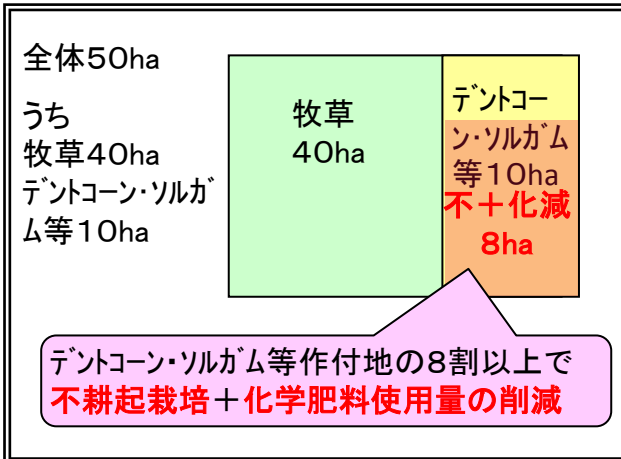 全体50ha
うち
牧草40ha
ﾃﾞﾝﾄｺｰﾝ・ｿﾙｶﾞ
ﾑ等10ha
牧草
40ha
ﾃﾞﾝﾄｺｰ
ﾝ・ｿﾙｶﾞﾑ
等10ha
不＋化減
8ha
ﾃﾞﾝﾄｺｰﾝ・ｿﾙｶﾞﾑ等作付地の8割以上で
不耕起栽培＋化学肥料使用量の削減